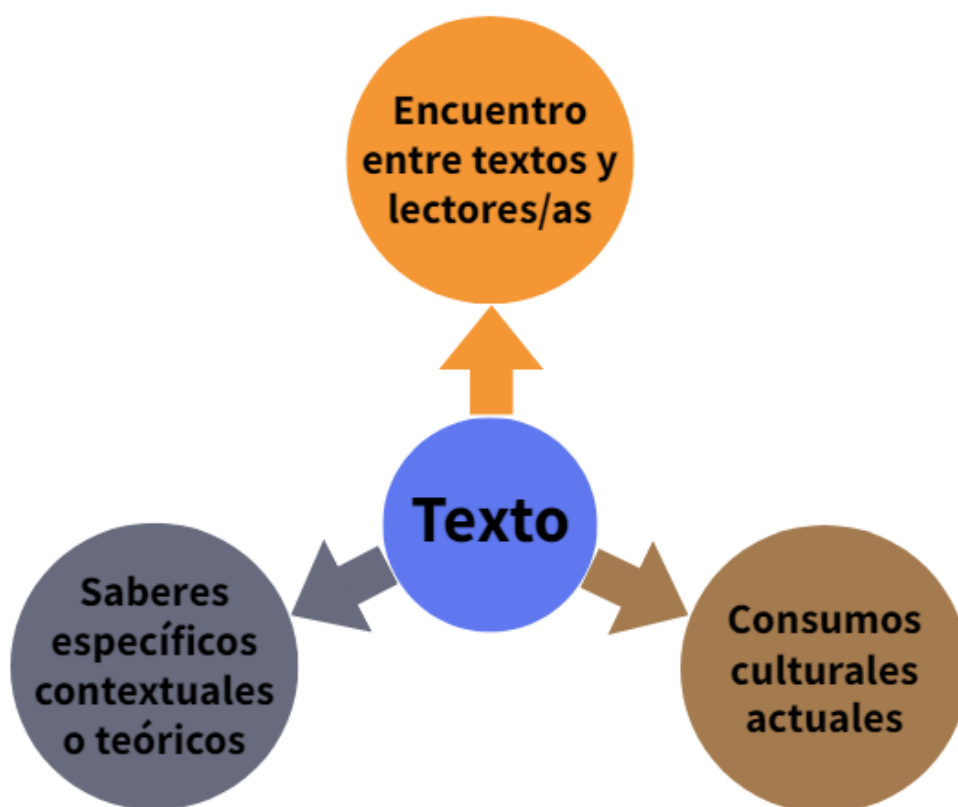 Encuentro
entre textos y
lectores/as
Texto
Saberes
específicos
contextuales
o teóricos
Consumos
culturales
actuales